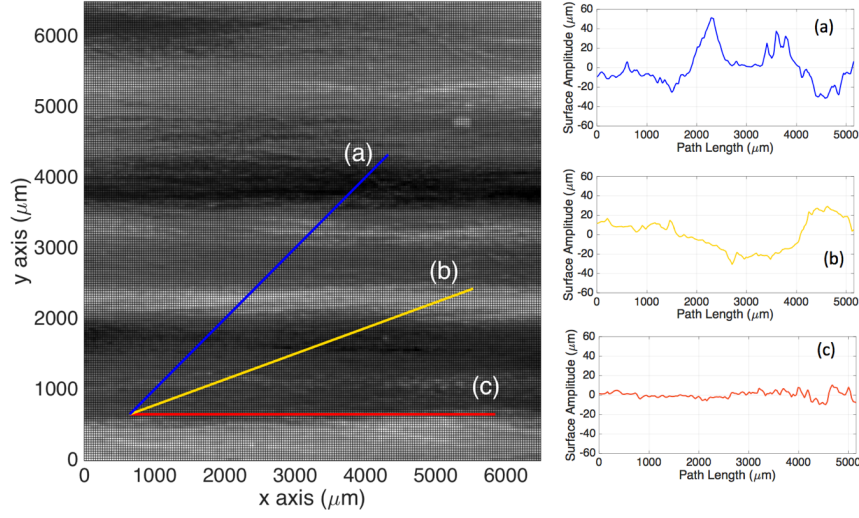 6000
5000
4000
3000
2000
1000
0
y axis (μm)
0 1000 2000 3000 4000 5000 6000
x axis (μm)
(a)
(b)
(c)
60
40
20
0
-20
-40
-60
Surface Amplitude (μm)
0 1000 2000 3000 4000 5000
Path Length (μm)
(a)
60
40
20
0
-20
-40
-60
Surface Amplitude (μm)
0 1000 2000 3000 4000 5000
Path Length (μm)
(b)
60
40
20
0
-20
-40
-60
Surface Amplitude (μm)
0 1000 2000 3000 4000 5000
Path Length (μm)
(c)